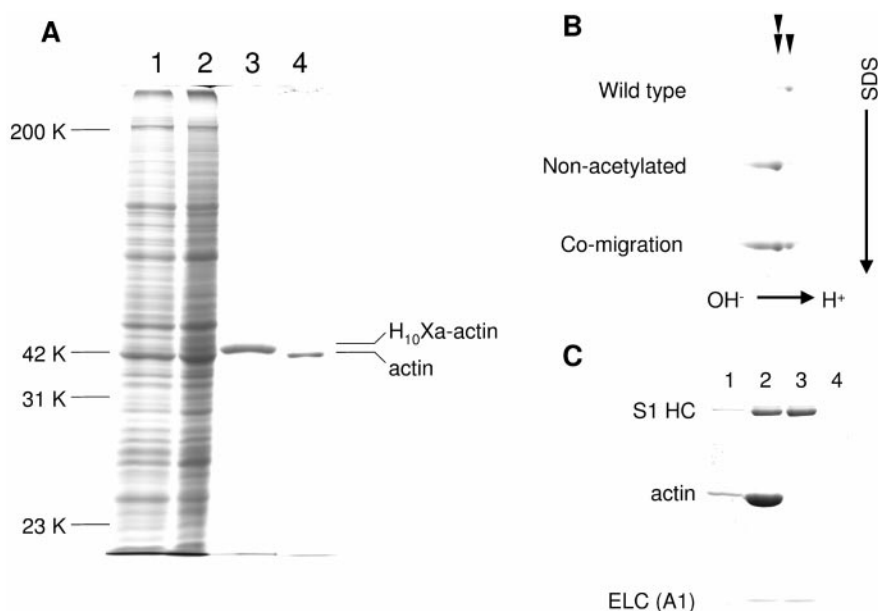 A
1 2 3 4
200 K
42 K
31 K
23 K
H₁₀Xa-actin
actin
B
SDS
Wild type
Non-acetylated
Co-migration
OH⁻ H⁺
C
1 2 3 4
S1 HC
actin
ELC (A1)